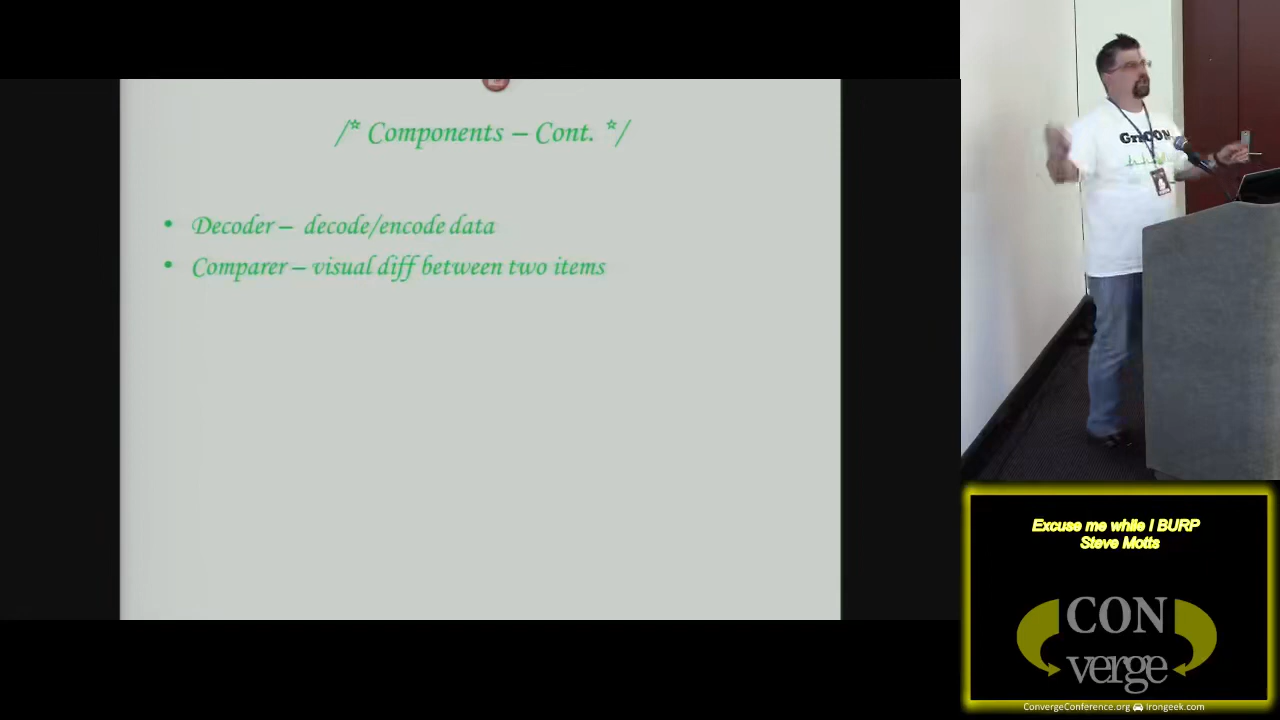 /* Components – Cont. */
• Decoder – decode/encode data
• Comparer – visual diff between two items
Excuse me while I BURP
Steve Motts
CON
verge
ConvergeConference.org Irongeek.com